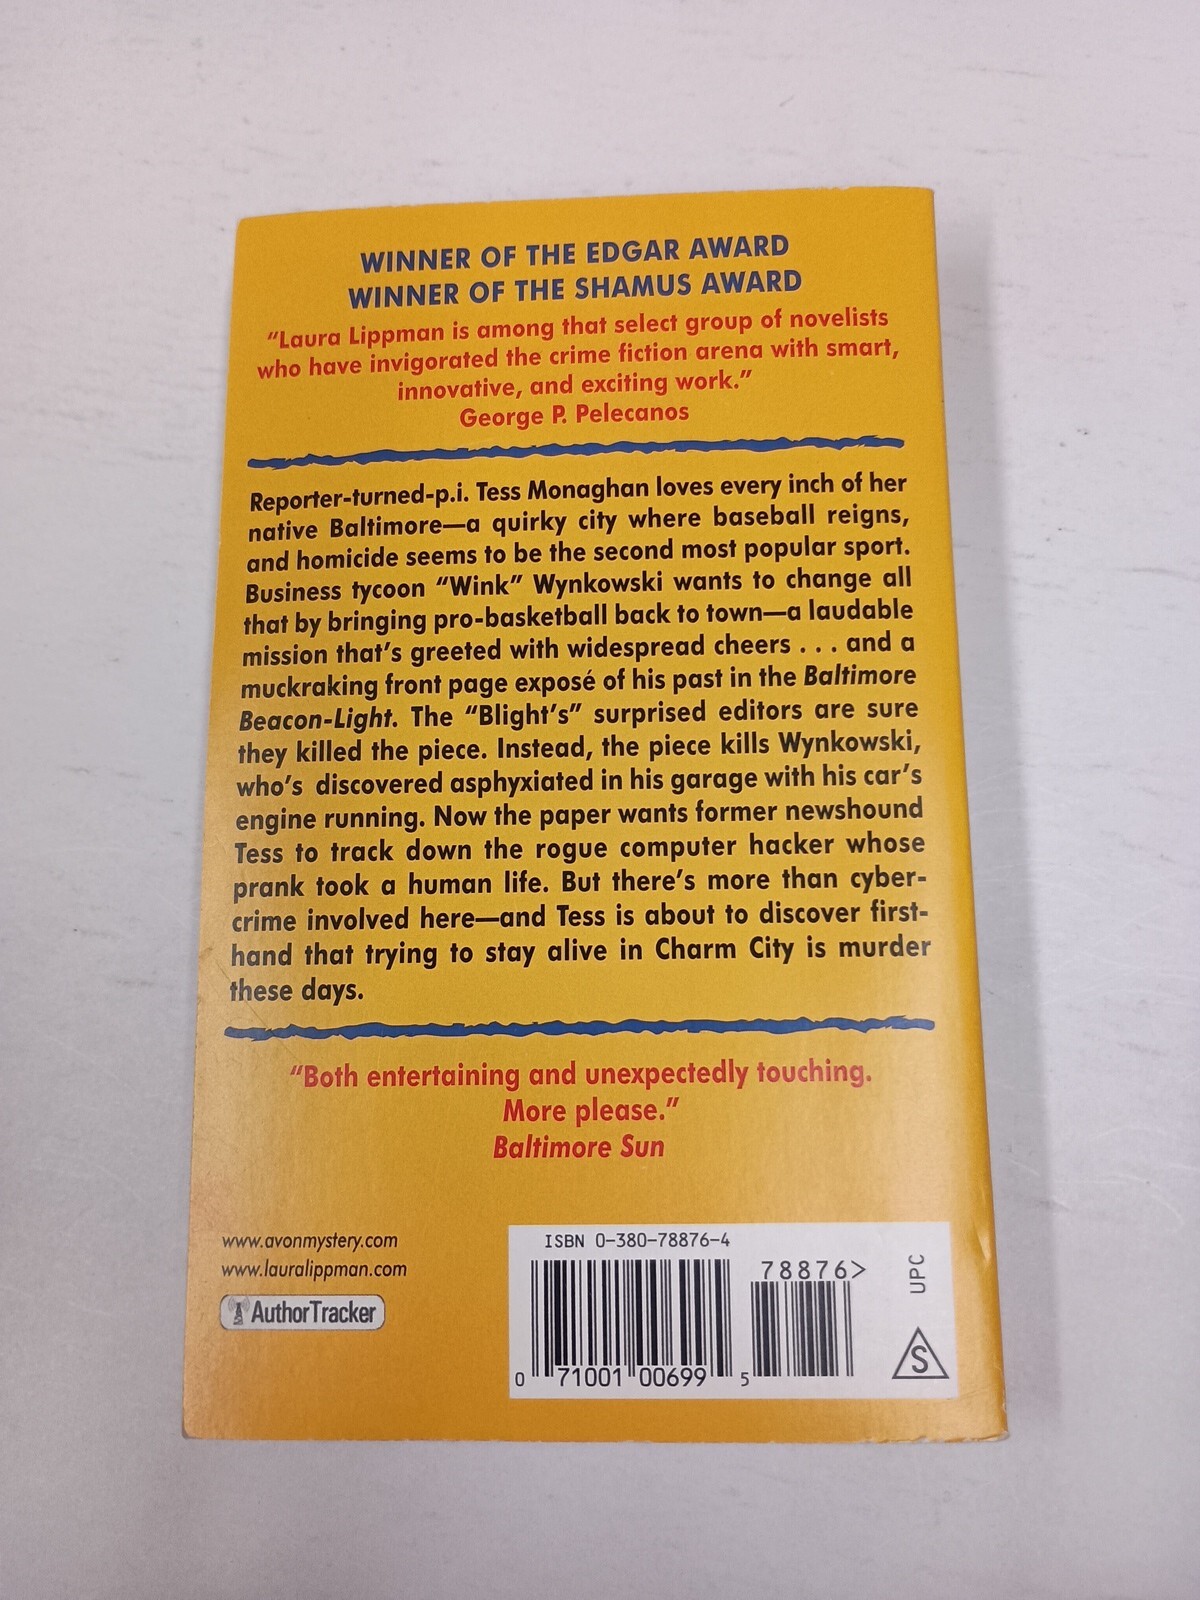 WINNER OF THE EDGAR AWARD
WINNER OF THE SHAMUS AWARD
"Laura Lippman is among that select group of novelists
who have invigorated the crime fiction arena with smart,
innovative, and exciting work."
George P. Pelecanos
Reporter-turned-p.i. Tess Monaghan loves every inch of her
native Baltimore—a quirky city where baseball reigns,
and homicide seems to be the second most popular sport.
Business tycoon "Wink" Wynkowski wants to change all
that by bringing pro-basketball back to town—a laudable
mission that's greeted with widespread cheers . . . and a
muckraking front page exposé of his past in the Baltimore
Beacon-Light. The "Blight's" surprised editors are sure
they killed the piece. Instead, the piece kills Wynkowski,
who's discovered asphyxiated in his garage with his car's
engine running. Now the paper wants former newshound
Tess to track down the rogue computer hacker whose
prank took a human life. But there's more than cyber-
crime involved here—and Tess is about to discover first-
hand that trying to stay alive in Charm City is murder
these days.
"Both entertaining and unexpectedly touching.
More please."
Baltimore Sun
www.avonmystery.com
www.lauralippman.com
AuthorTracker
ISBN 0-380-78876-4
78876>
0 71001 00699 5
UPC
S